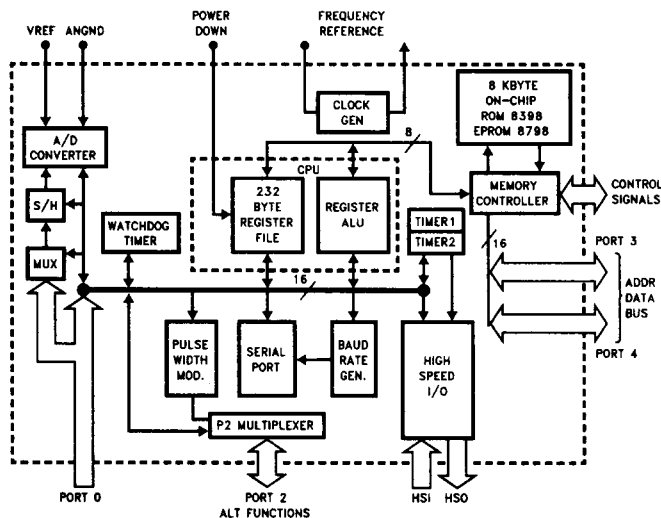 VREF ANGND
POWER
DOWN
FREQUENCY
REFERENCE
CLOCK
GEN
8 KBYTE
ON-CHIP
ROM 8398
EPROM 8798
A/D
CONVERTER
S/H
MUX
WATCHDOG
TIMER
CPU
232
BYTE
REGISTER
FILE
REGISTER
ALU
8
TIMER1
TIMER2
MEMORY
CONTROLLER
CONTROL
SIGNALS
16
PORT 3
ADDR
DATA
BUS
PORT 4
16
PULSE
WIDTH
MOD.
SERIAL
PORT
BAUD
RATE
GEN.
HIGH
SPEED
I/O
P2 MULTIPLEXER
PORT 0
PORT 2
ALT FUNCTIONS
HSI
HSO